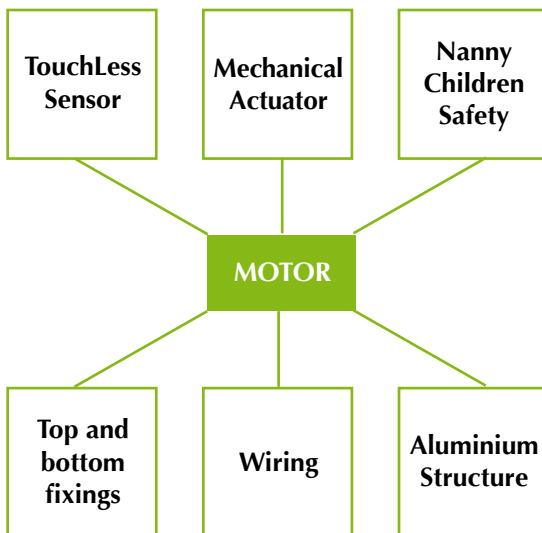 TouchLess
Sensor
Mechanical
Actuator
Nanny
Children
Safety
MOTOR
Top and
bottom
fixings
Wiring
Aluminium
Structure